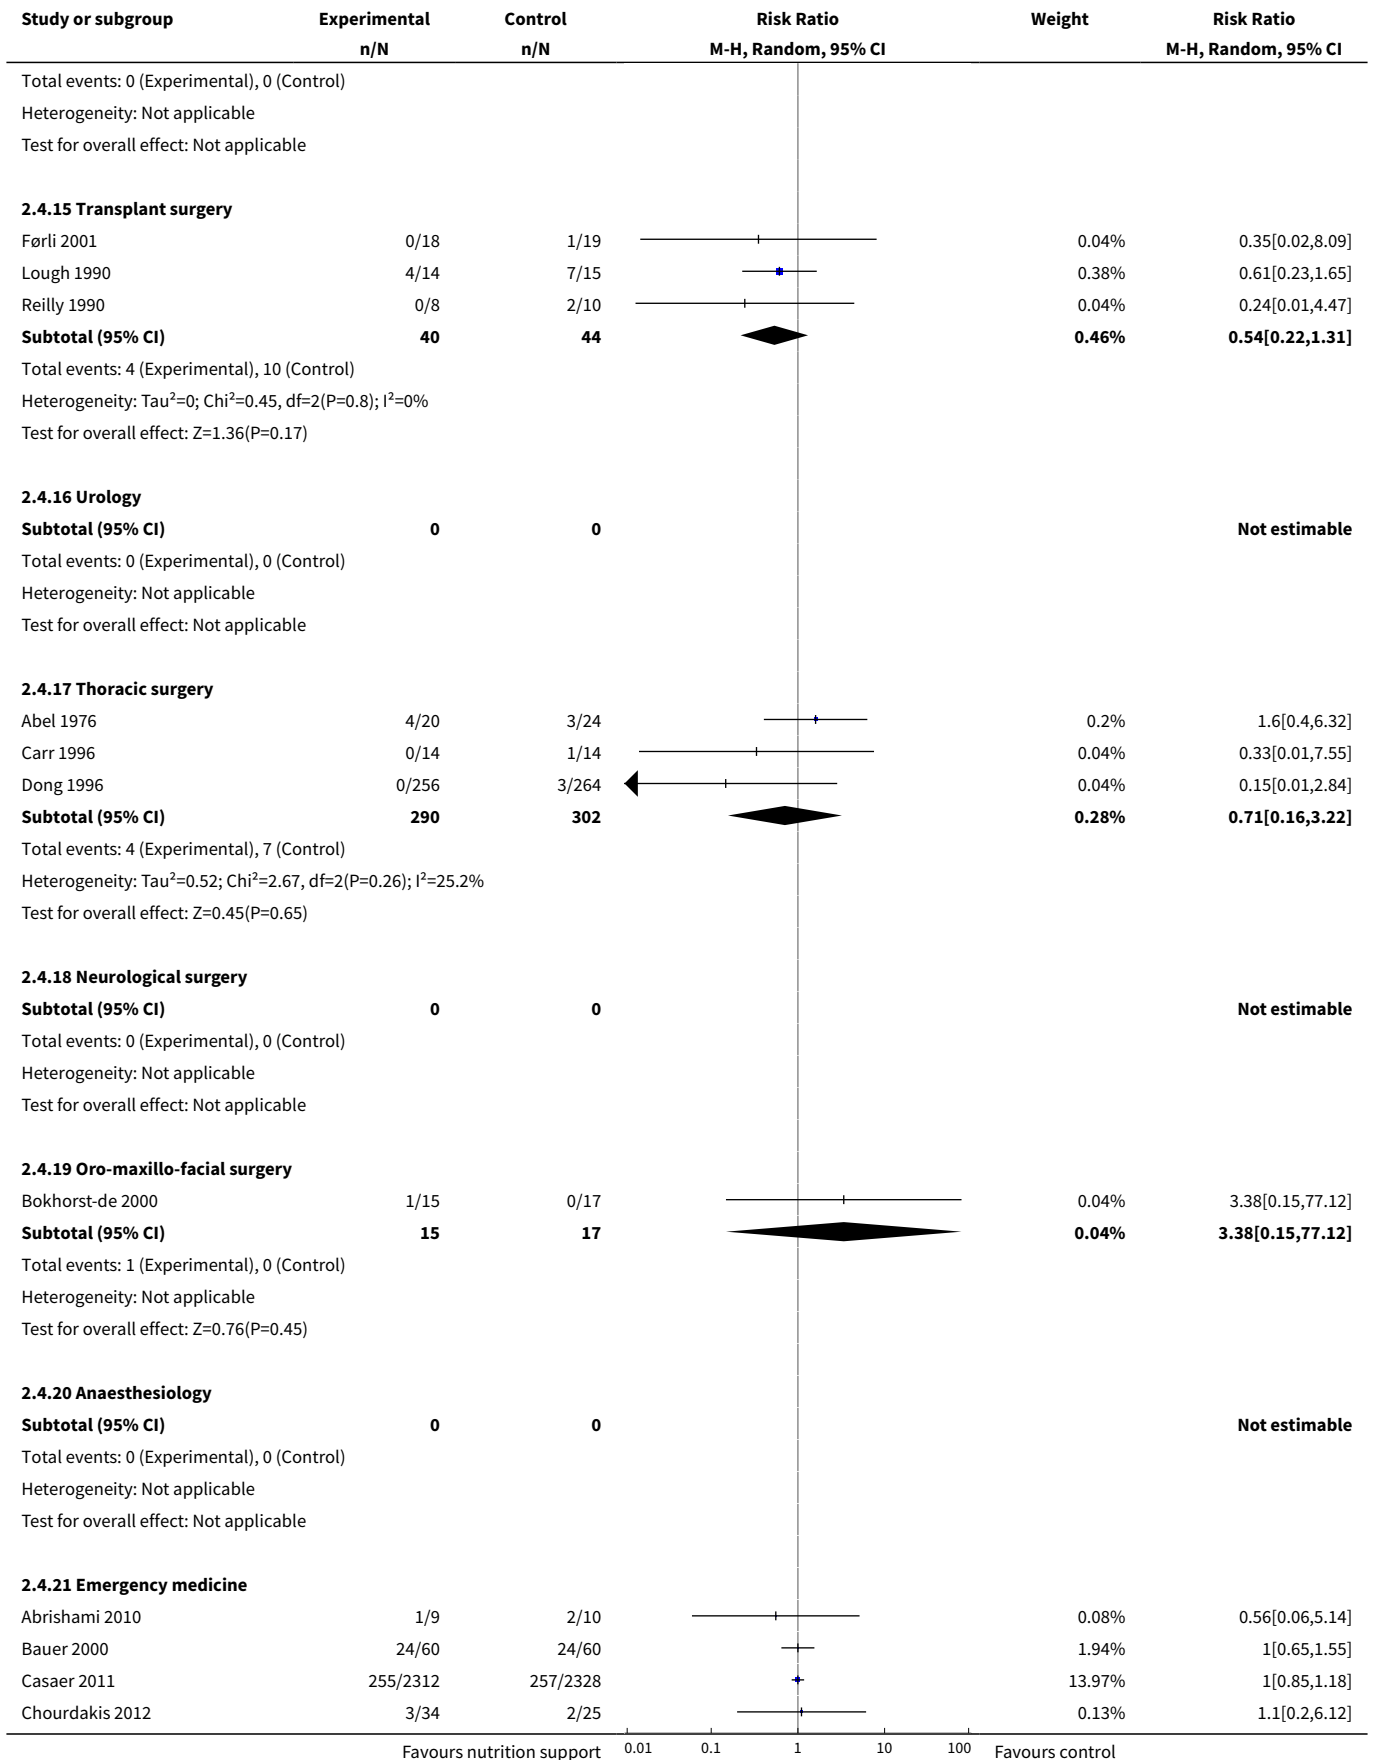 Study or subgroup Experimental Control Risk Ratio Weight Risk Ratio
n/N n/N M-H, Random, 95% CI M-H, Random, 95% CI
Total events: 0 (Experimental), 0 (Control)
Heterogeneity: Not applicable
Test for overall effect: Not applicable
2.4.15 Transplant surgery
Førli 2001 0/18 1/19 0.04% 0.35[0.02,8.09]
Lough 1990 4/14 7/15 0.38% 0.61[0.23,1.65]
Reilly 1990 0/8 2/10 0.04% 0.24[0.01,4.47]
Subtotal (95% CI) 40 44 0.46% 0.54[0.22,1.31]
Total events: 4 (Experimental), 10 (Control)
Heterogeneity: Tau²=0; Chi²=0.45, df=2(P=0.8); I²=0%
Test for overall effect: Z=1.36(P=0.17)
2.4.16 Urology
Subtotal (95% CI) 0 0 Not estimable
Total events: 0 (Experimental), 0 (Control)
Heterogeneity: Not applicable
Test for overall effect: Not applicable
2.4.17 Thoracic surgery
Abel 1976 4/20 3/24 0.2% 1.6[0.4,6.32]
Carr 1996 0/14 1/14 0.04% 0.33[0.01,7.55]
Dong 1996 0/256 3/264 0.04% 0.15[0.01,2.84]
Subtotal (95% CI) 290 302 0.28% 0.71[0.16,3.22]
Total events: 4 (Experimental), 7 (Control)
Heterogeneity: Tau²=0.52; Chi²=2.67, df=2(P=0.26); I²=25.2%
Test for overall effect: Z=0.45(P=0.65)
2.4.18 Neurological surgery
Subtotal (95% CI) 0 0 Not estimable
Total events: 0 (Experimental), 0 (Control)
Heterogeneity: Not applicable
Test for overall effect: Not applicable
2.4.19 Oro-maxillo-facial surgery
Bokhorst-de 2000 1/15 0/17 0.04% 3.38[0.15,77.12]
Subtotal (95% CI) 15 17 0.04% 3.38[0.15,77.12]
Total events: 1 (Experimental), 0 (Control)
Heterogeneity: Not applicable
Test for overall effect: Z=0.76(P=0.45)
2.4.20 Anaesthesiology
Subtotal (95% CI) 0 0 Not estimable
Total events: 0 (Experimental), 0 (Control)
Heterogeneity: Not applicable
Test for overall effect: Not applicable
2.4.21 Emergency medicine
Abrishami 2010 1/9 2/10 0.08% 0.56[0.06,5.14]
Bauer 2000 24/60 24/60 1.94% 1[0.65,1.55]
Casaer 2011 255/2312 257/2328 13.97% 1[0.85,1.18]
Chourdakis 2012 3/34 2/25 0.13% 1.1[0.2,6.12]
Favours nutrition support 0.01 0.1 1 10 100 Favours control